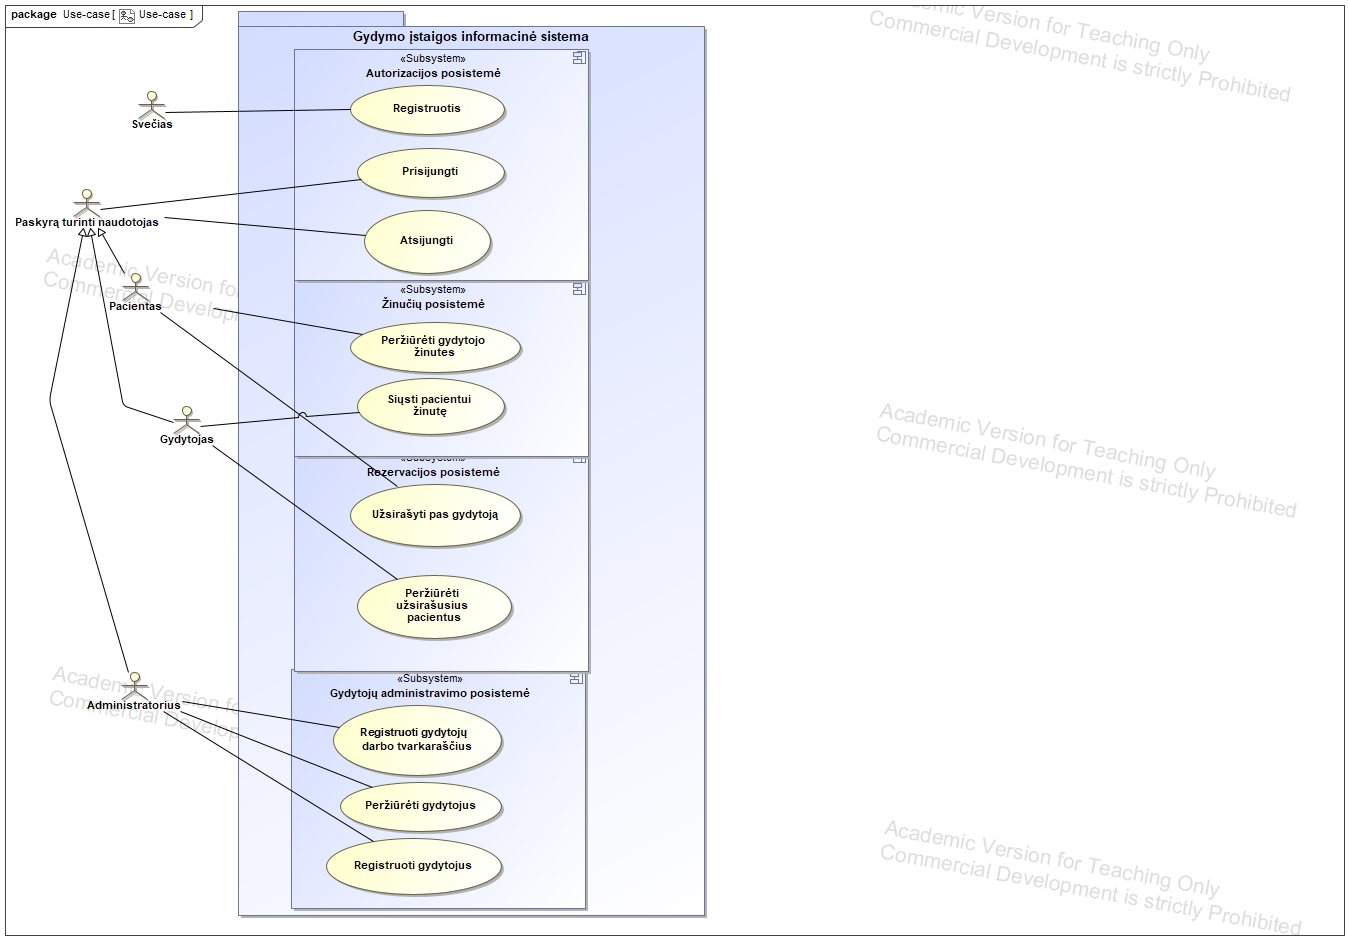 package Use-case[ Use-case ]
Academic Version for Teaching Only
Commercial Development is strictly Prohibited
Gydymo įstaigos informacinė sistema
«Subsystem»
Autorizacijos posistemė
Registruotis
Svečias
Prisijungti
Paskyrą turinti naudotojas
Atsijungti
Academic Version for
Commercial Develop
«Subsystem»
Žinučių posistemė
Pacientas
Peržiūrėti gydytojo
žinutes
Siųsti pacientui
žinutę
Gydytojas
Academic Version for Teaching Only
Commercial Development is strictly Prohibited
«Subsystem»
Rezervacijos posistemė
Užsirašyti pas gydytoją
Peržiūrėti
užsirašusius
pacientus
Academic Version fo
Commercial Develop
«Subsystem»
Gydytojų administravimo posistemė
Administratorius
Registruoti gydytojų
darbo tvarkaraščius
Peržiūrėti gydytojus
Registruoti gydytojus
Academic Version for Teaching Only
Commercial Development is strictly Prohibited